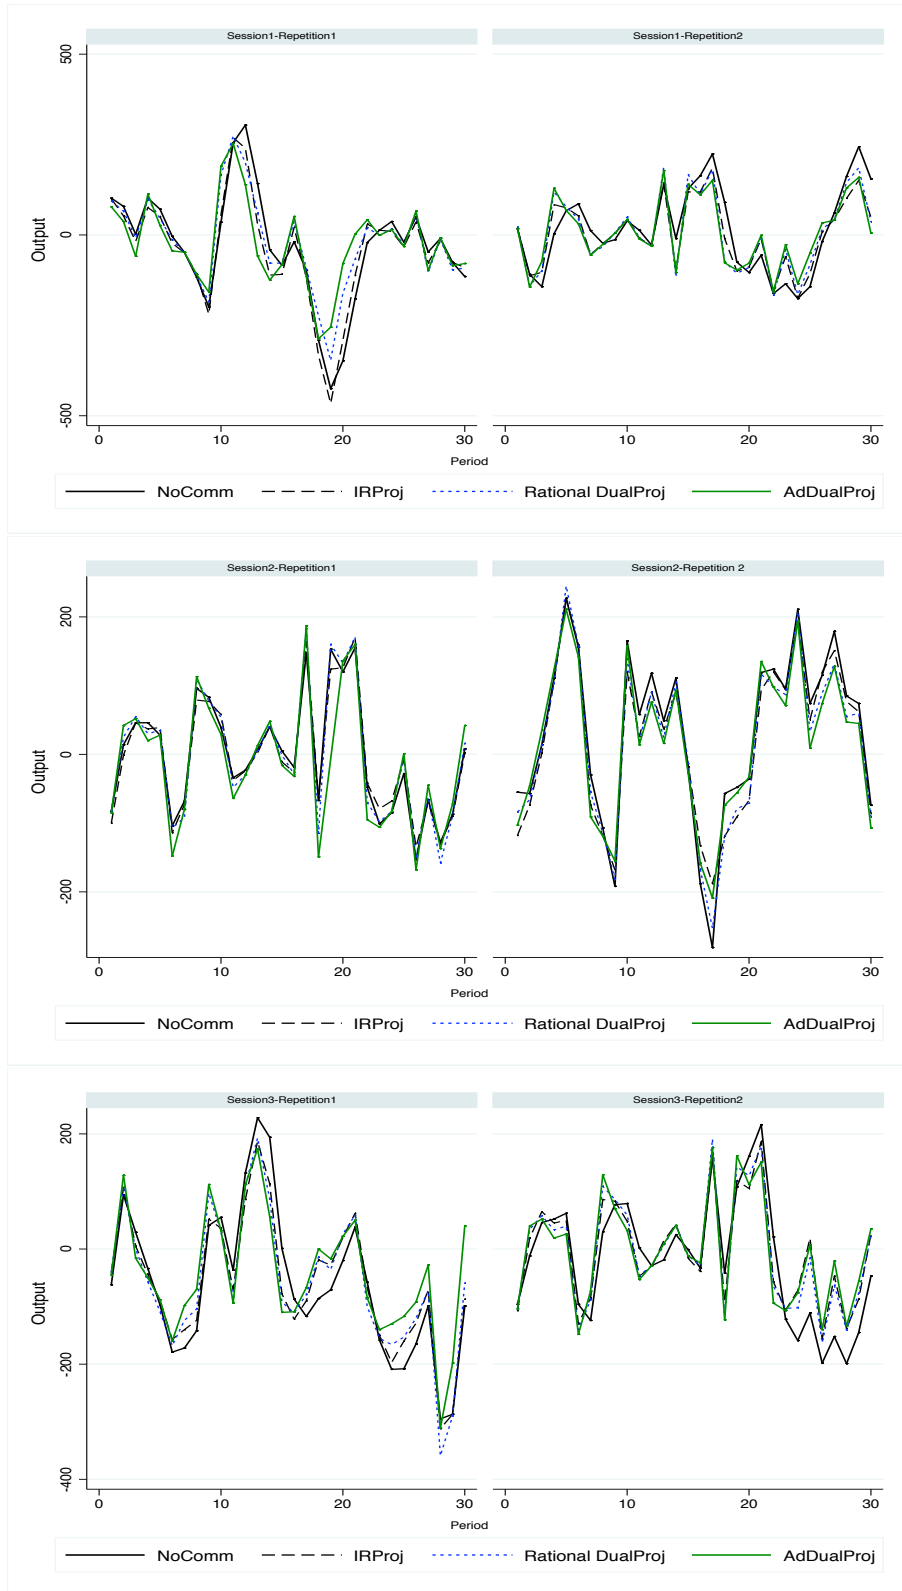 Session1-Repetition1 Session1-Repetition2
500
0
-500
Output
0 10 20 30 0 10 20 30
Period
NoComm IRProj Rational DualProj AdDualProj
Session2-Repetition1 Session2-Repetition 2
200
0
-200
Output
0 10 20 30 0 10 20 30
Period
NoComm IRProj Rational DualProj AdDualProj
Session3-Repetition1 Session3-Repetition2
200
0
-200
-400
Output
0 10 20 30 0 10 20 30
Period
NoComm IRProj Rational DualProj AdDualProj